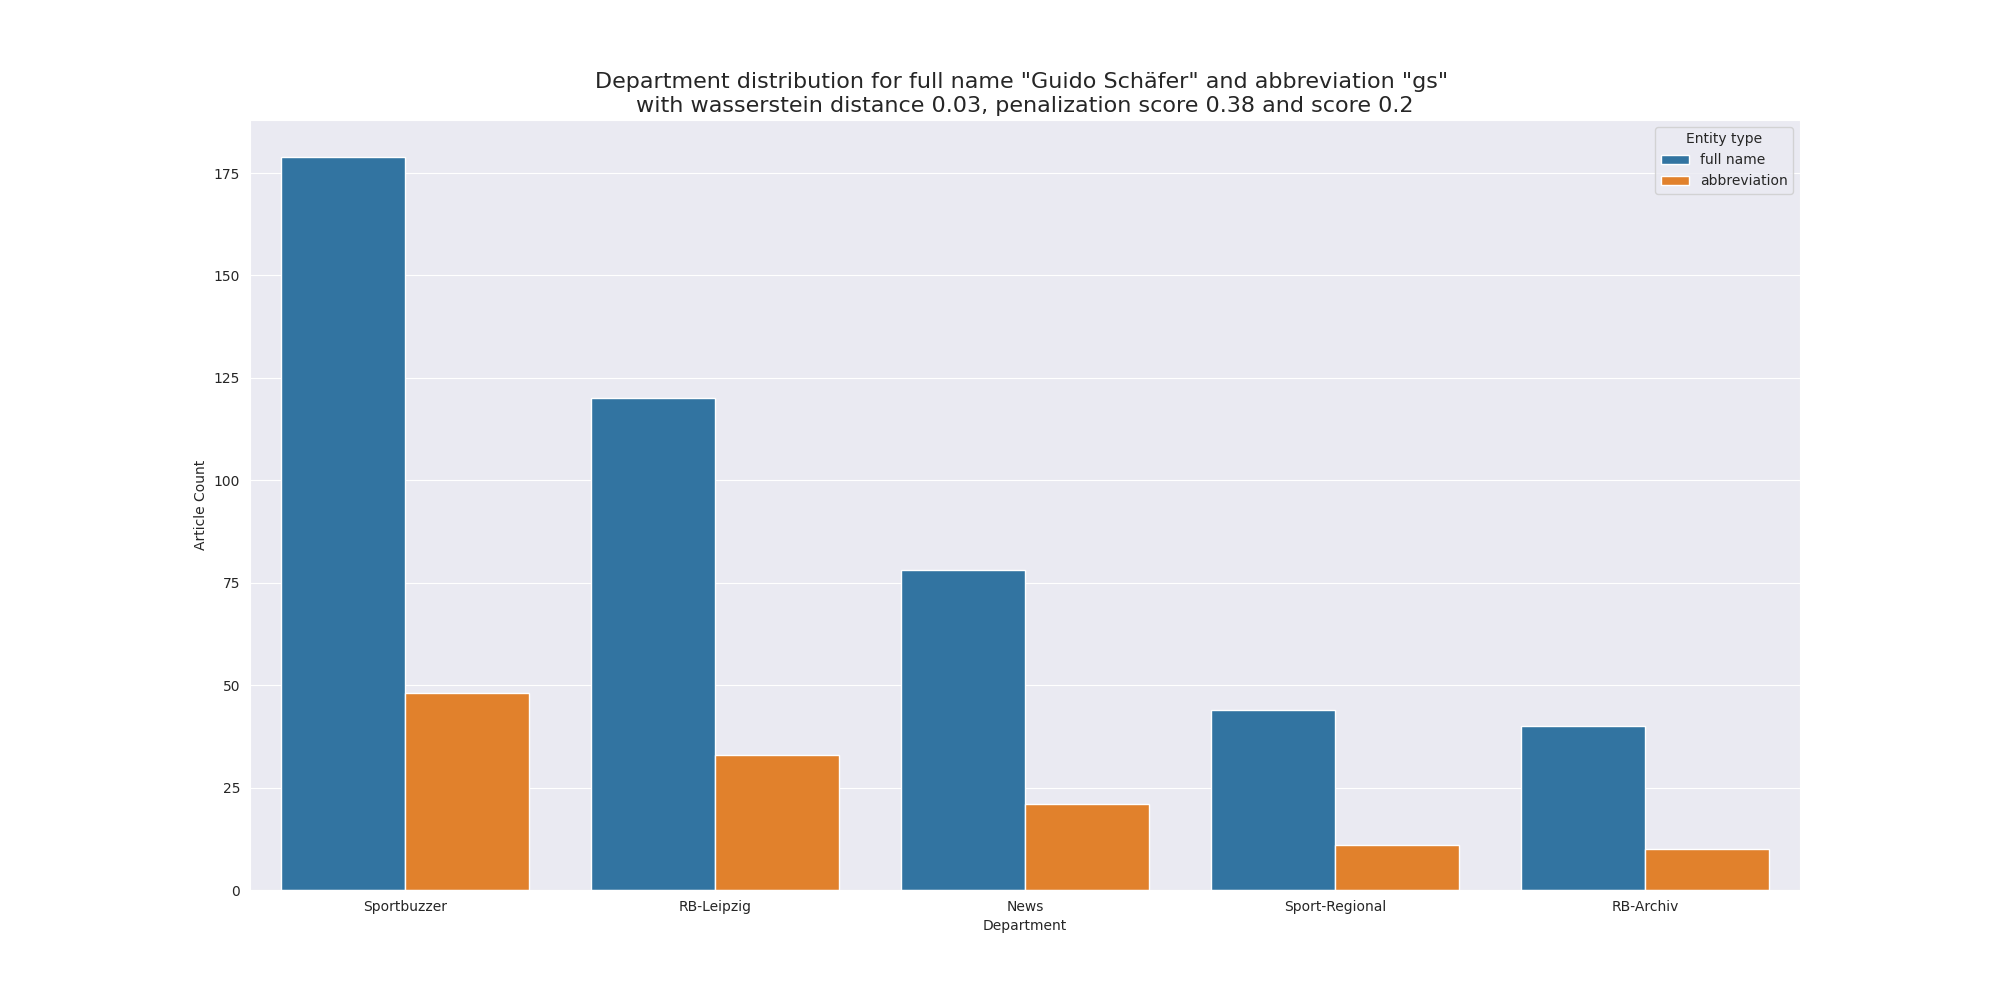 Department distribution for full name "Guido Schäfer" and abbreviation "gs"
with wasserstein distance 0.03, penalization score 0.38 and score 0.2
Entity type
full name
abbreviation
Article Count
175
150
125
100
75
50
25
0
Sportbuzzer
RB-Leipzig
News
Sport-Regional
RB-Archiv
Department